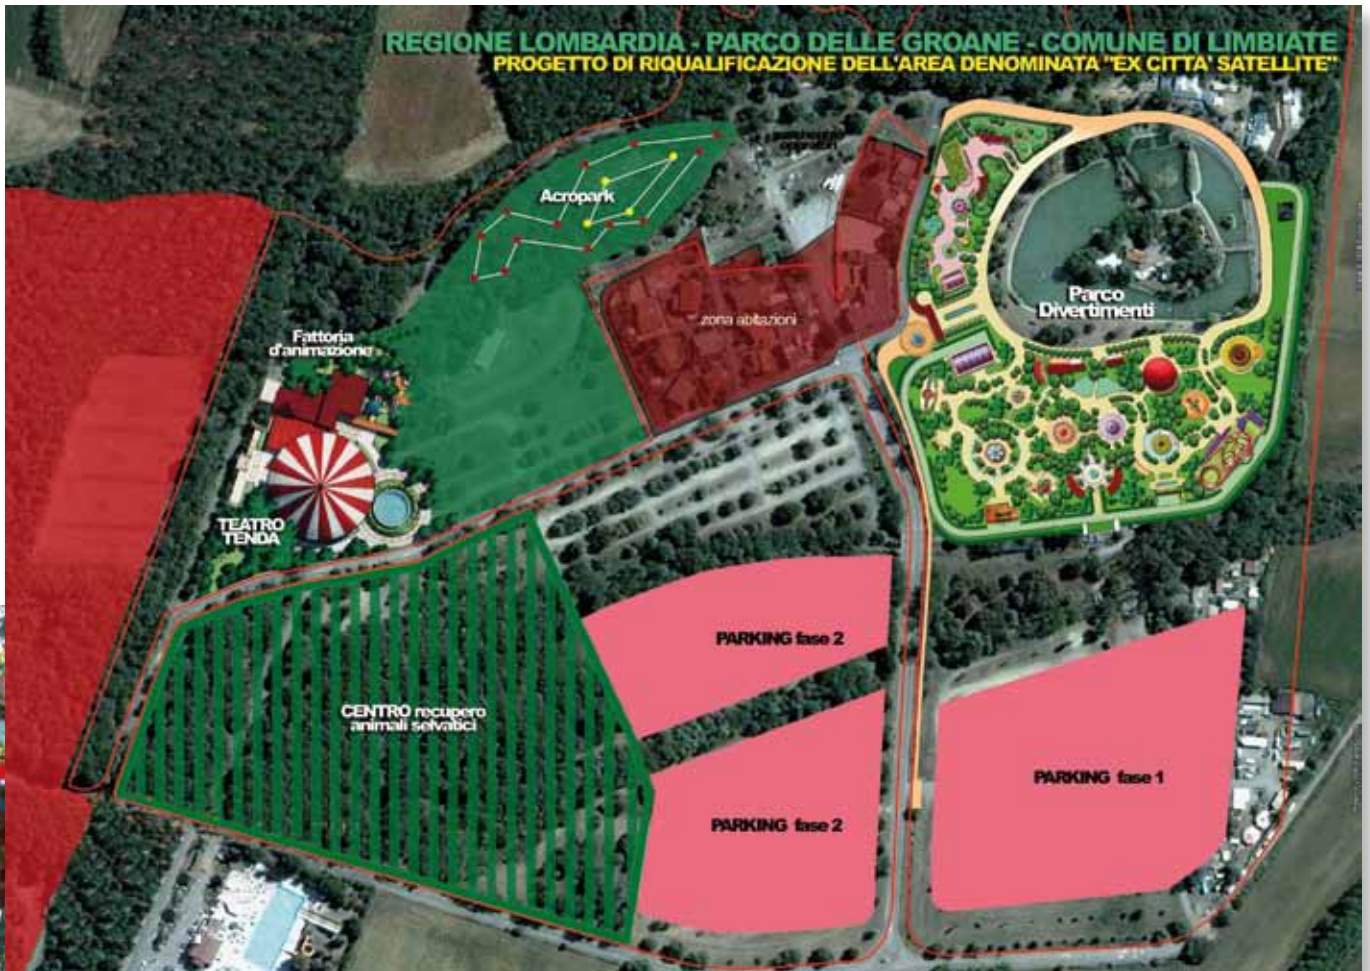 REGIONE LOMBARDIA - PARCO DELLE GROANE - COMUNE DI LIMBIATE
PROGETTO DI RIQUALIFICAZIONE DELL'AREA DENOMINATA "EX CITTA' SATELLITE"
Acropark
zona abitazioni
Parco
Divertimenti
Fattoria
d'animazione
TEATRO
TENDA
PARKING fase 2
CENTRO recupero
animali selvatici
PARKING fase 1
PARKING fase 2